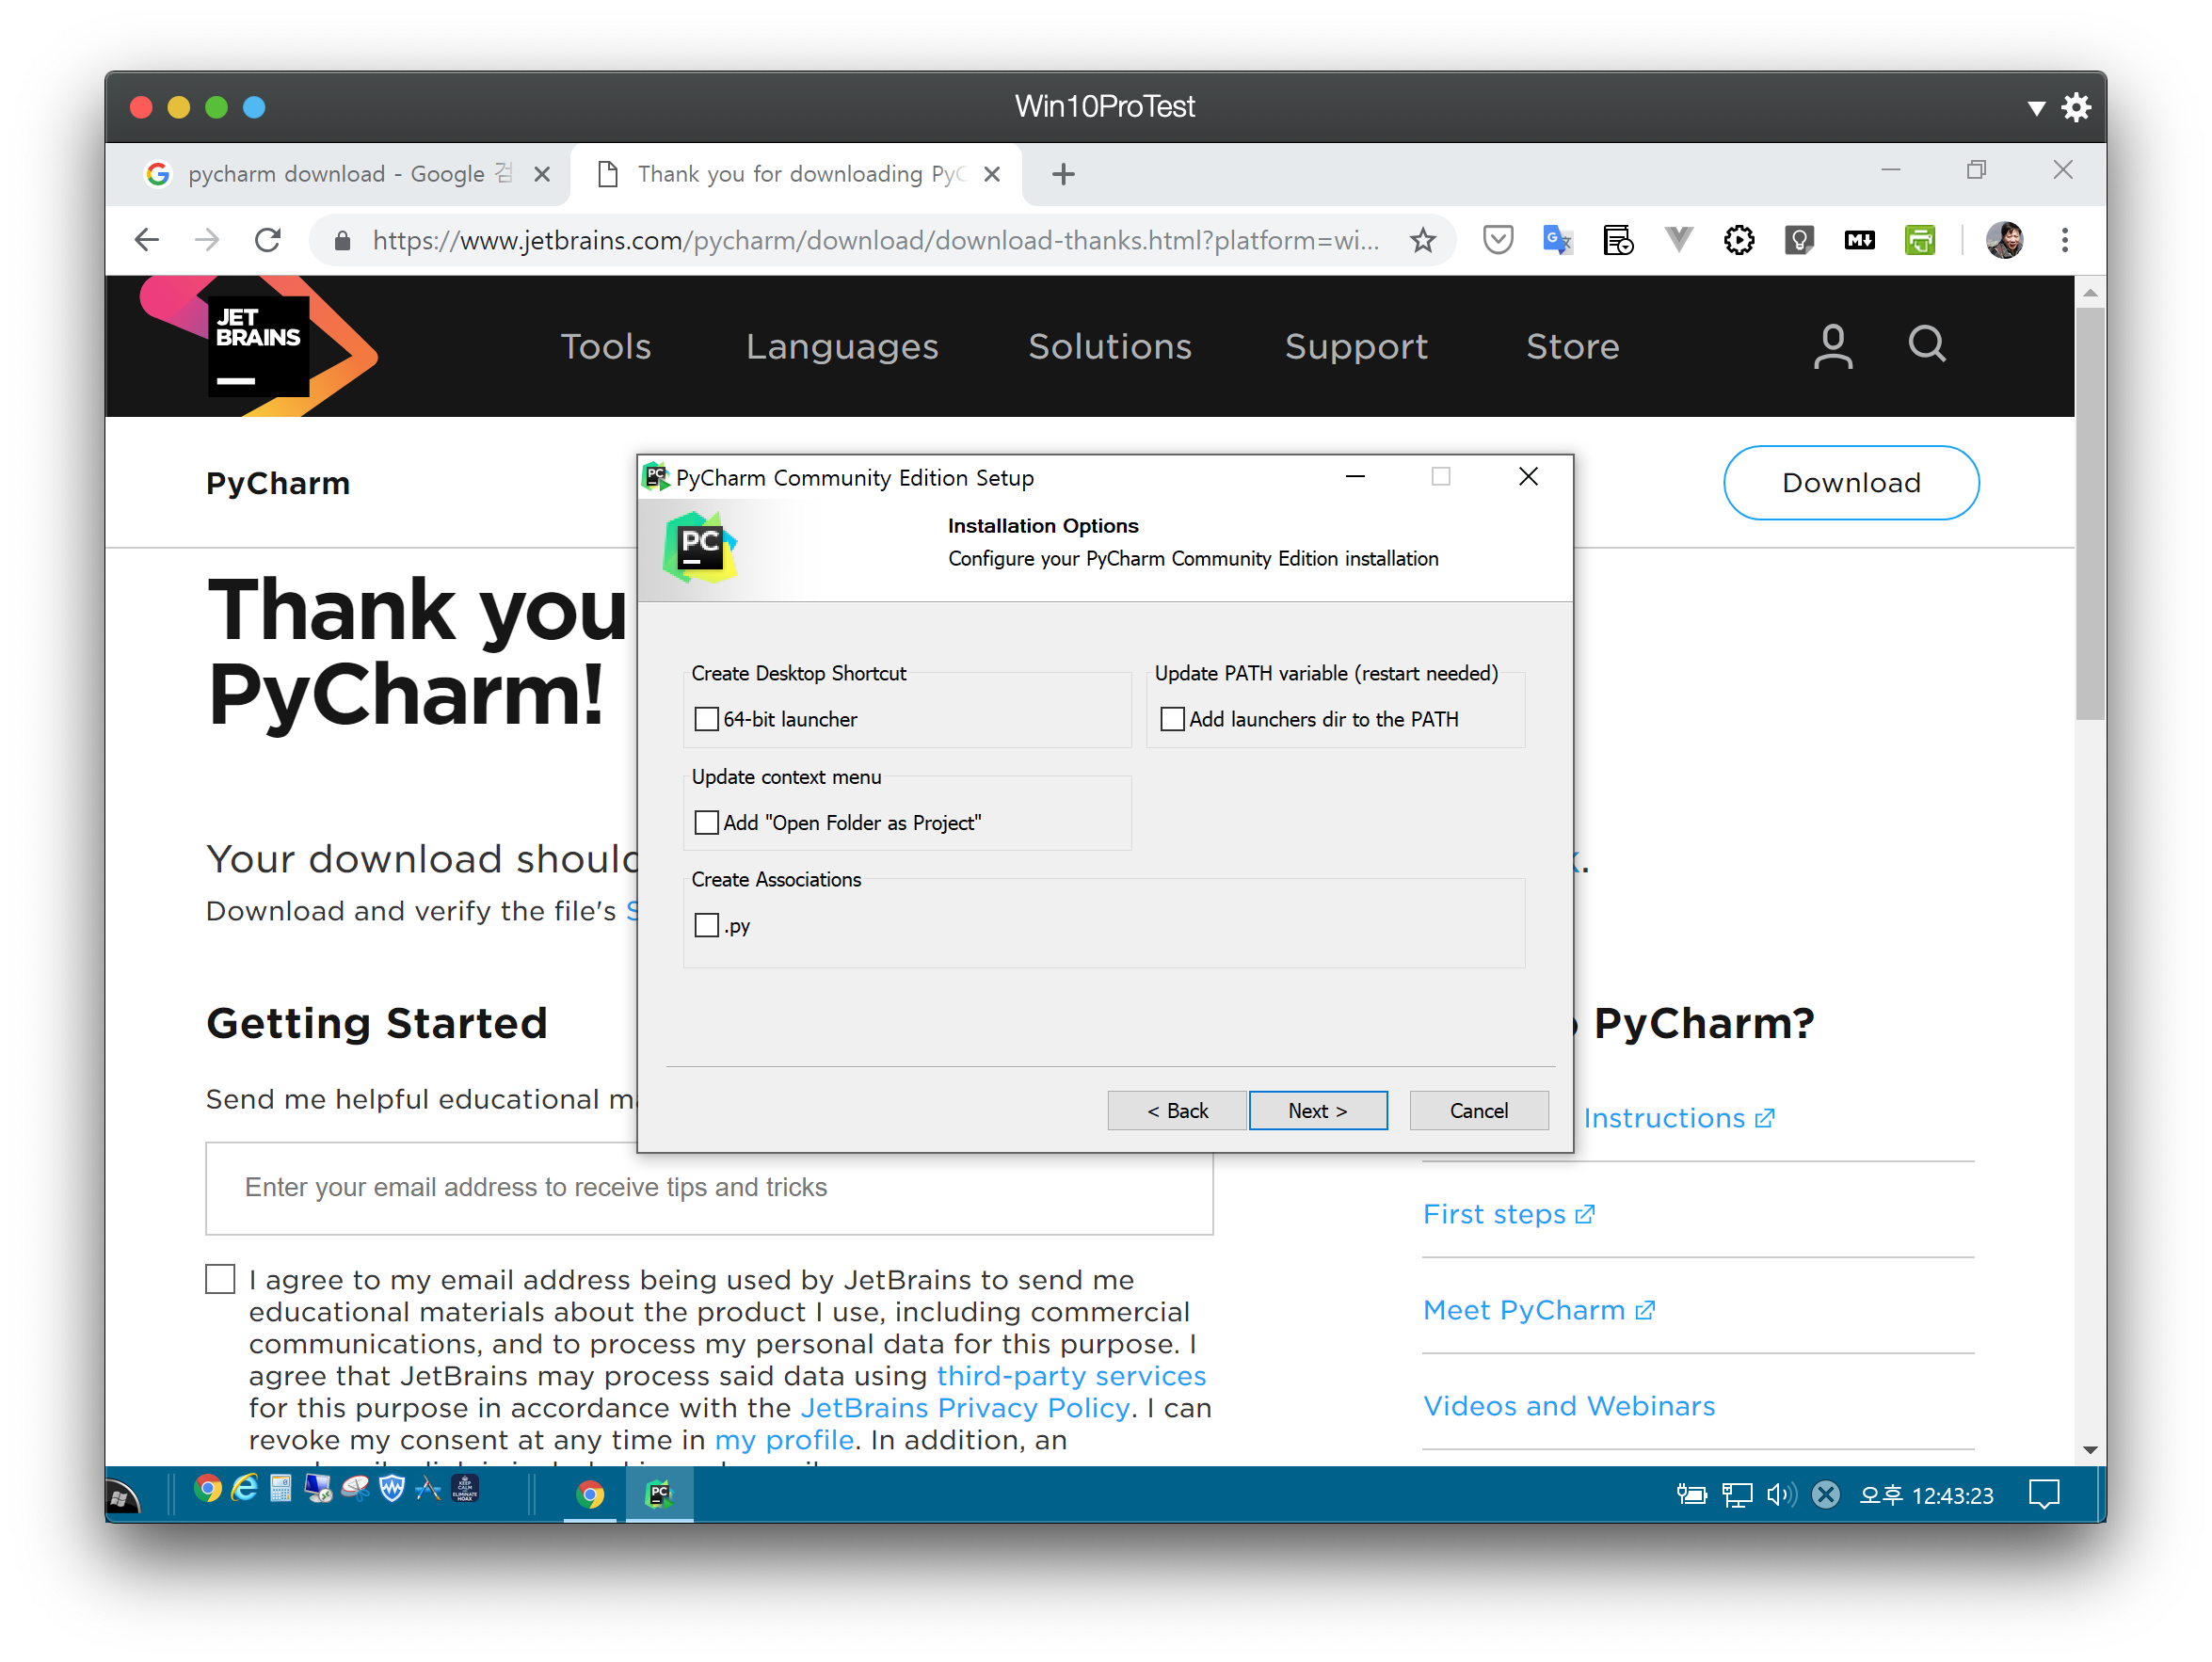 Win10ProTest
pycharm download - Google 검
Thank you for downloading PyC
https://www.jetbrains.com/pycharm/download/download-thanks.html?platform=wi...
JET
BRAINS
Tools
Languages
Solutions
Support
Store
PyCharm
Download
Thank you
PyCharm!
Your download should
Download and verify the file's
PyCharm Community Edition Setup
PC
Installation Options
Configure your PyCharm Community Edition installation
Create Desktop Shortcut
64-bit launcher
Update PATH variable (restart needed)
Add launchers dir to the PATH
Update context menu
Add "Open Folder as Project"
Create Associations
.py
< Back
Next >
Cancel
Getting Started
Send me helpful educational
Enter your email address to receive tips and tricks
I agree to my email address being used by JetBrains to send me
educational materials about the product I use, including commercial
communications, and to process my personal data for this purpose. I
agree that JetBrains may process said data using third-party services
for this purpose in accordance with the JetBrains Privacy Policy. I can
revoke my consent at any time in my profile. In addition, an
PyCharm?
Instructions
First steps
Meet PyCharm
Videos and Webinars
오후 12:43:23